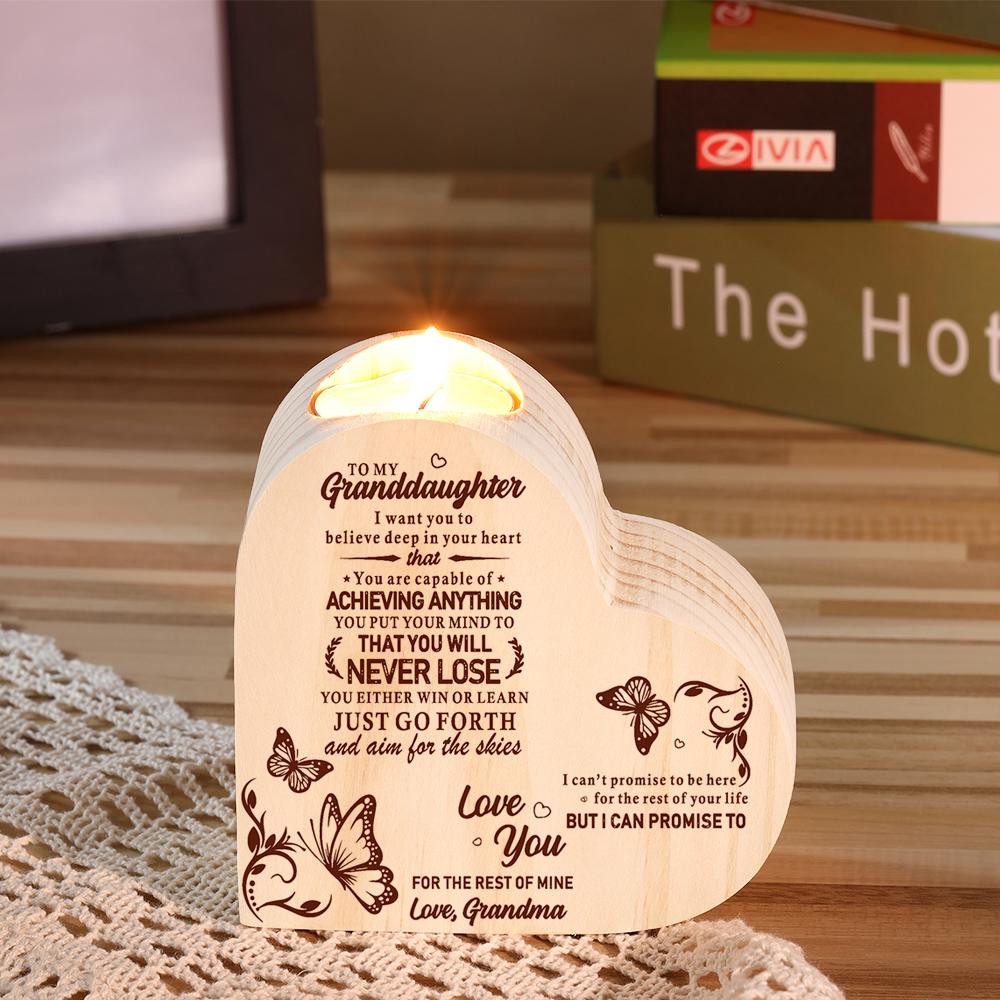 IVIA
The Hot
TO MY
Granddaughter
I want you to
believe deep in your heart
that
You are capable of
ACHIEVING ANYTHING
YOU PUT YOUR MIND TO
THAT YOU WILL
NEVER LOSE
YOU EITHER WIN OR LEARN
JUST GO FORTH
and aim for the skies
I can't promise to be here
for the rest of your life
BUT I CAN PROMISE TO
Love
You
FOR THE REST OF MINE
Love, Grandma